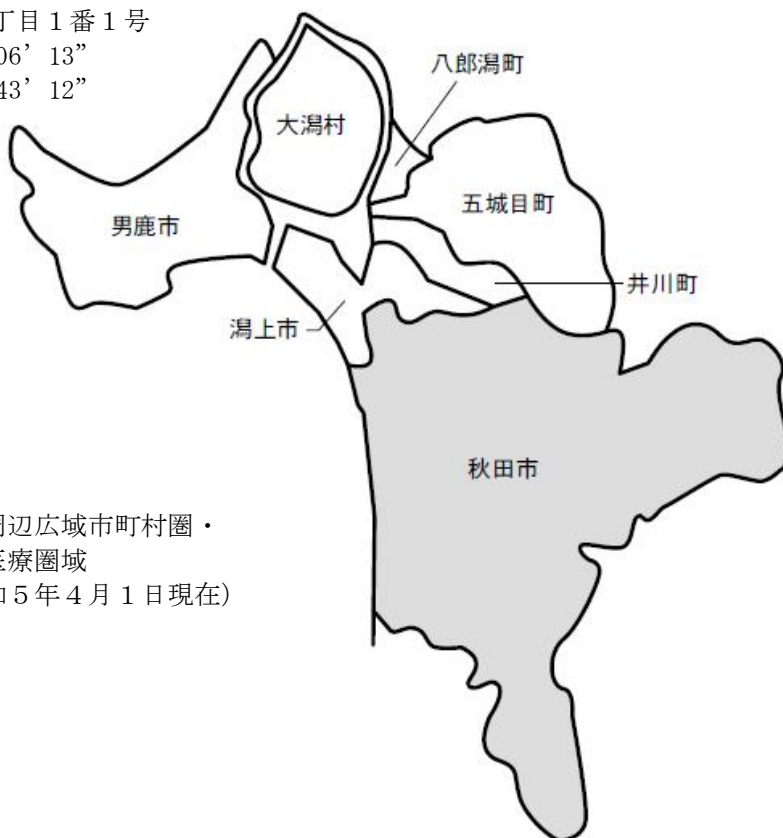 丁目１番１号
06’13”
43’12”
八郎潟町
大潟村
五城目町
男鹿市
井川町
潟上市
秋田市
周辺広域市町村圏・
医療圏域
和５年４月１日現在）